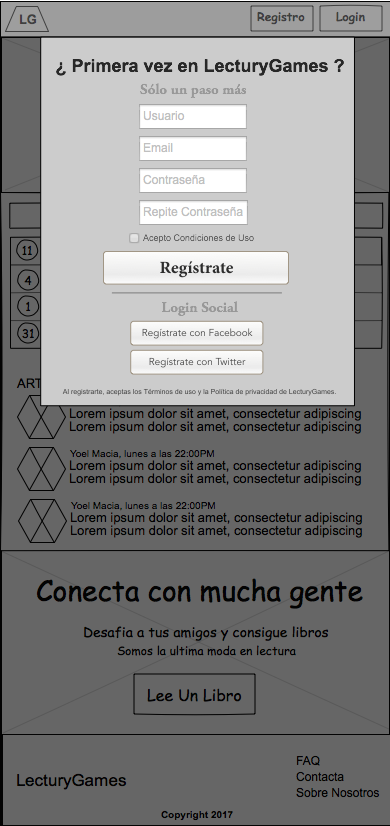 LG
Registro
Login
¿ Primera vez en LecturyGames ?
Sólo un paso más
Usuario
Email
Contraseña
Repite Contraseña
Acepto Condiciones de Uso
Regístrate
Login Social
Regístrate con Facebook
Regístrate con Twitter
Al registrarte, aceptas los Términos de uso y la Política de privacidad de LecturyGames.
11
4
1
31
ART
Lorem ipsum dolor sit amet, consectetur adipiscing
Lorem ipsum dolor sit amet, consectetur adipiscing
Yoel Macia, lunes a las 22:00PM
Lorem ipsum dolor sit amet, consectetur adipiscing
Lorem ipsum dolor sit amet, consectetur adipiscing
Yoel Macia, lunes a las 22:00PM
Lorem ipsum dolor sit amet, consectetur adipiscing
Lorem ipsum dolor sit amet, consectetur adipiscing
Conecta con mucha gente
Desafia a tus amigos y consigue libros
Somos la ultima moda en lectura
Lee Un Libro
LecturyGames
FAQ
Contacta
Sobre Nosotros
Copyright 2017